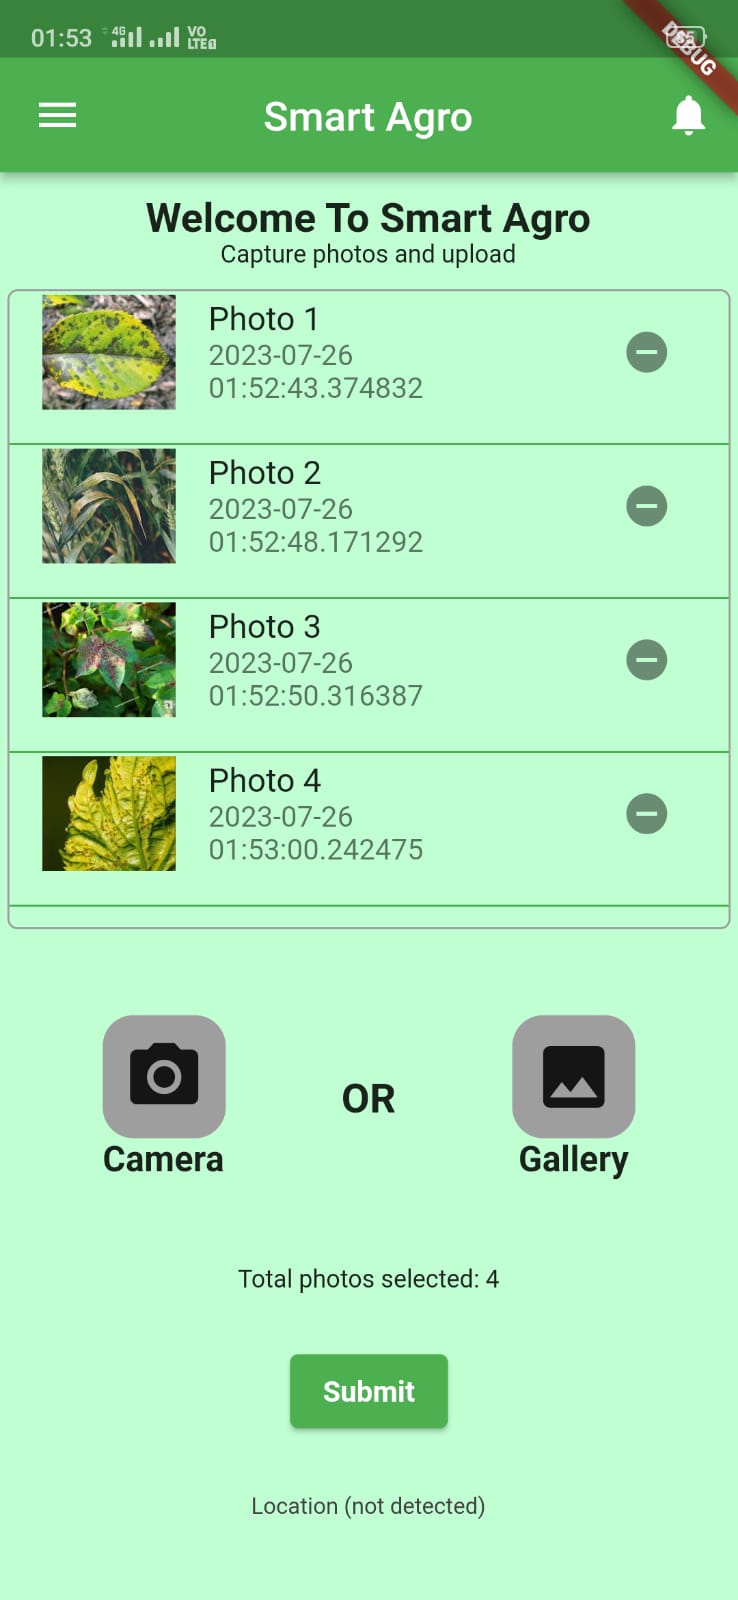 01:53 4G VO
LTE1
85
DEBUG
Smart Agro
Welcome To Smart Agro
Capture photos and upload
Photo 1
2023-07-26
01:52:43.374832
Photo 2
2023-07-26
01:52:48.171292
Photo 3
2023-07-26
01:52:50.316387
Photo 4
2023-07-26
01:53:00.242475
OR
Camera
Gallery
Total photos selected: 4
Submit
Location (not detected)